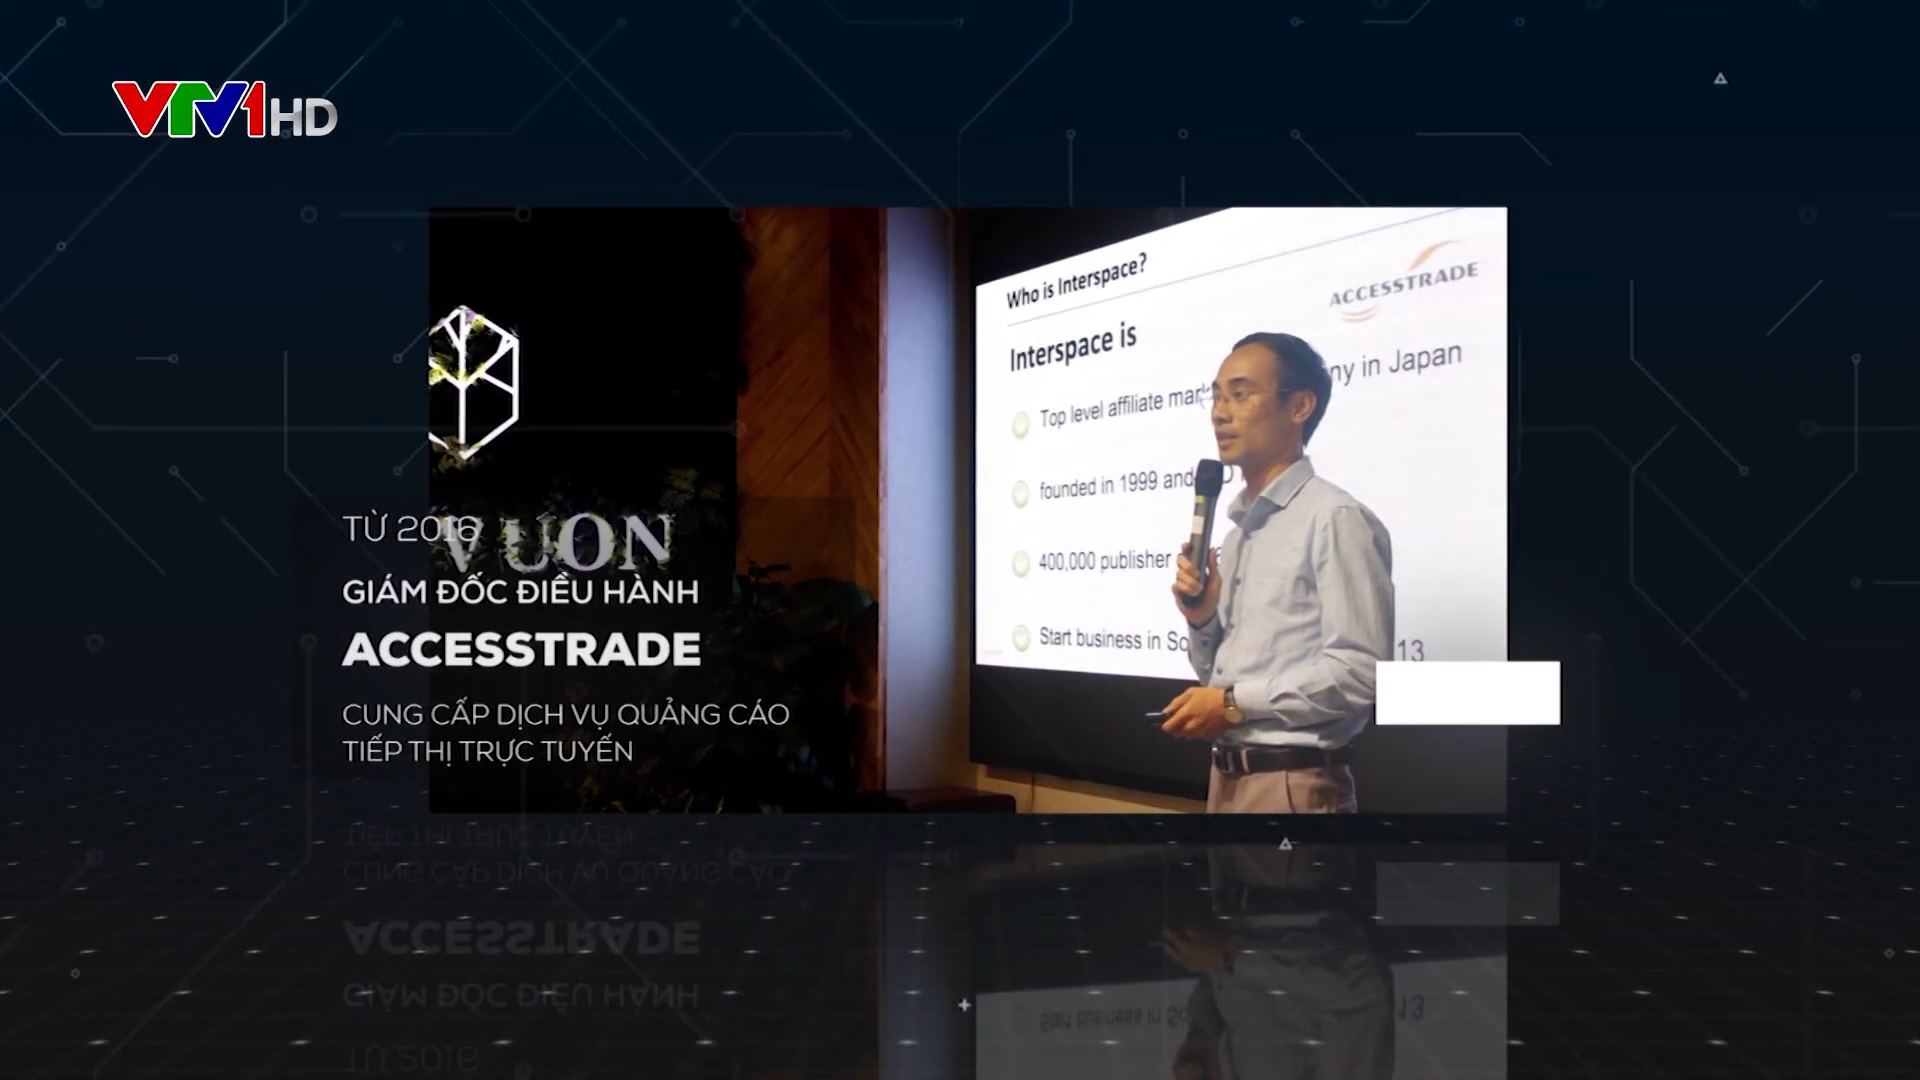 VTV1 HD
Who is Interspace?
ACCESSTRADE
Interspace is
Top level affiliate mar ny in Japan
founded in 1999 and
400,000 publisher
Start business in So 13
VUON
TỪ 2016
GIÁM ĐỐC ĐIỀU HÀNH
ACCESSTRADE
CUNG CẤP DỊCH VỤ QUẢNG CÁO
TIẾP THỊ TRỰC TUYẾN